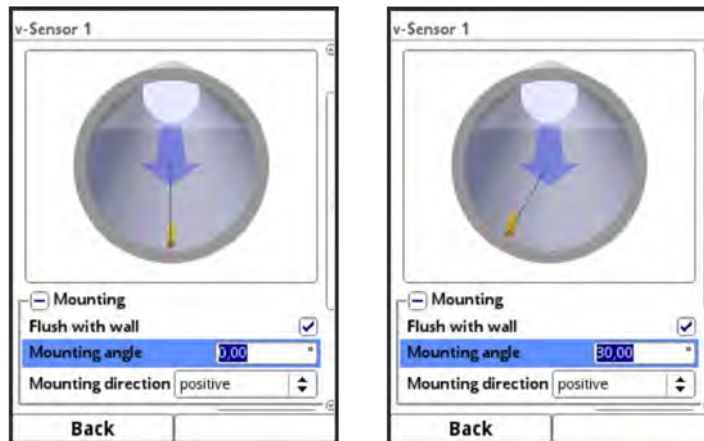 v-Sensor 1
Mounting
Flush with wall
Mounting angle 0,00 °
Mounting direction positive
Back
v-Sensor 1
Mounting
Flush with wall
Mounting angle 30,00 °
Mounting direction positive
Back